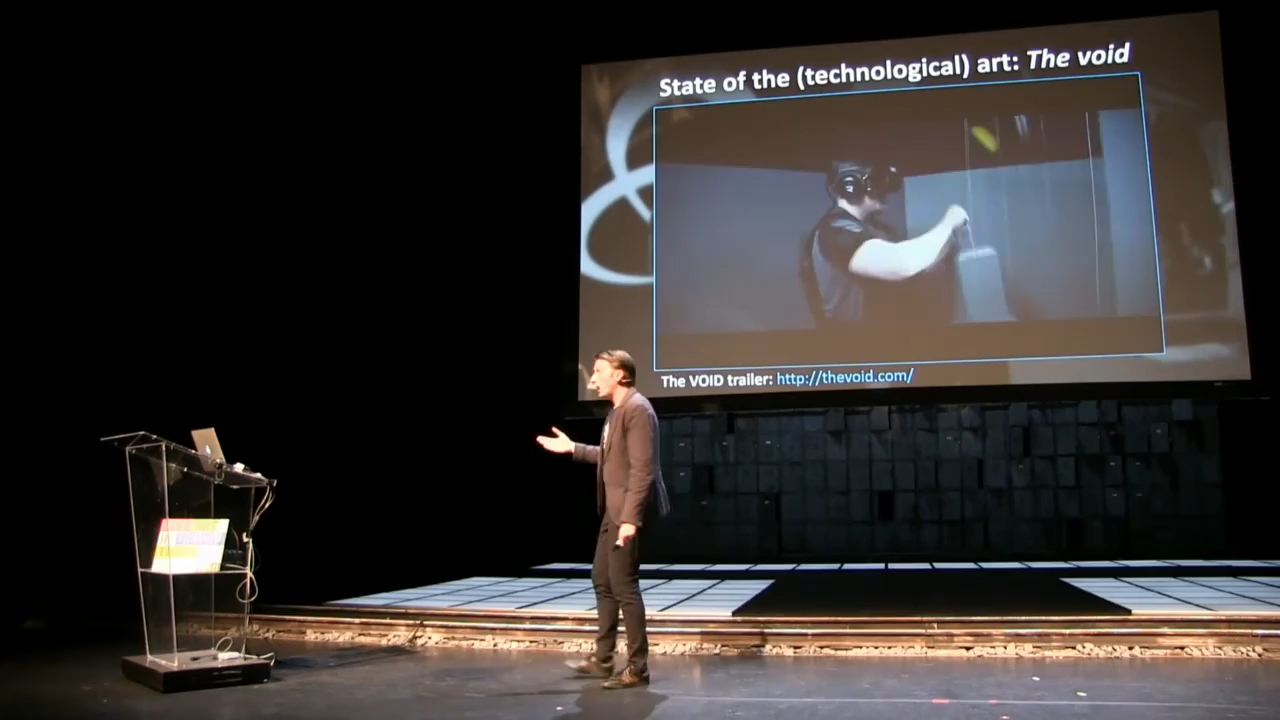 State of the (technological) art: The void
The VOID trailer: http://thevoid.com/